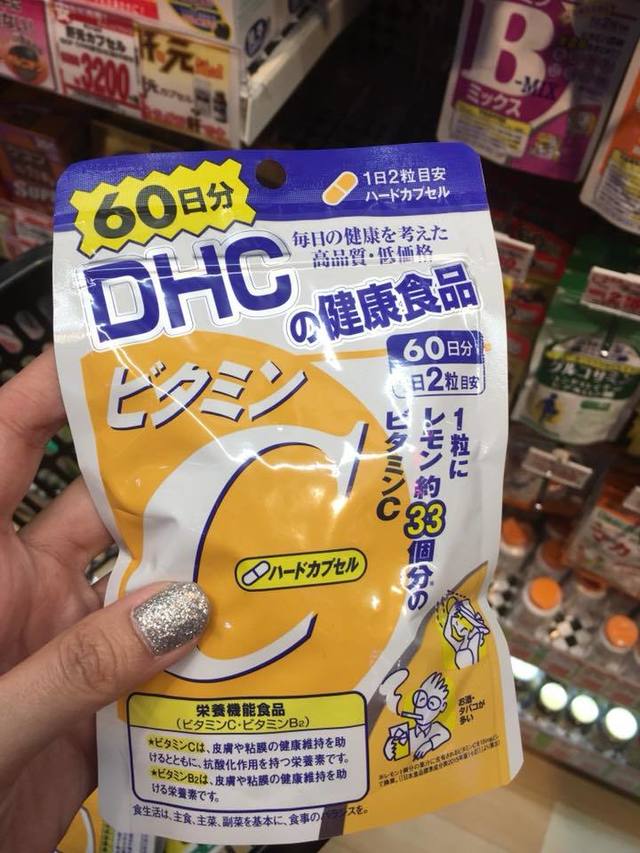 3200
B
-MIX
ミックス
60日分
1日2粒目安
ハードカプセル
毎日の健康を考えた
高品質・低価格
DHC
の健康食品
60日分
1日2粒目安
ビタミン
C
1粒に
レモン約33個分の
ビタミンC
ハードカプセル
お酒・
タバコが
多い
栄養機能食品
(ビタミンC・ビタミンB2)
★ビタミンCは、皮膚や粘膜の健康維持を助
けるとともに、抗酸化作用を持つ栄養素です。
★ビタミンB2は、皮膚や粘膜の健康維持を助
ける栄養素です。
食生活は、主食、主菜、副菜を基本に、食事のバランスを。
マカ